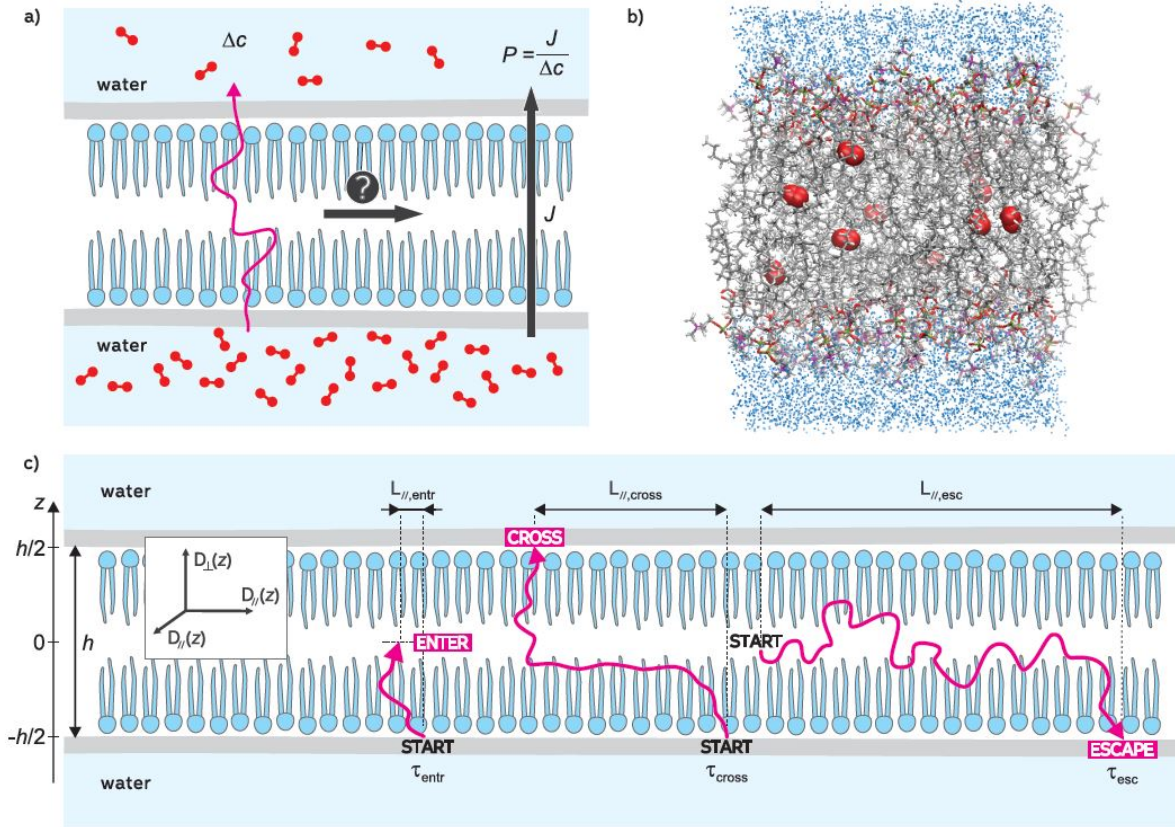 a)
Δc
P = J / Δc
water
?
J
water
b)
c)
water
L//,entr
L//,cross
L//,esc
z
h/2
CROSS
D⊥(z)
D//(z)
D//(z)
h
0
ENTER
START
-h/2
START
START
ESCAPE
τentr
τcross
τesc
water